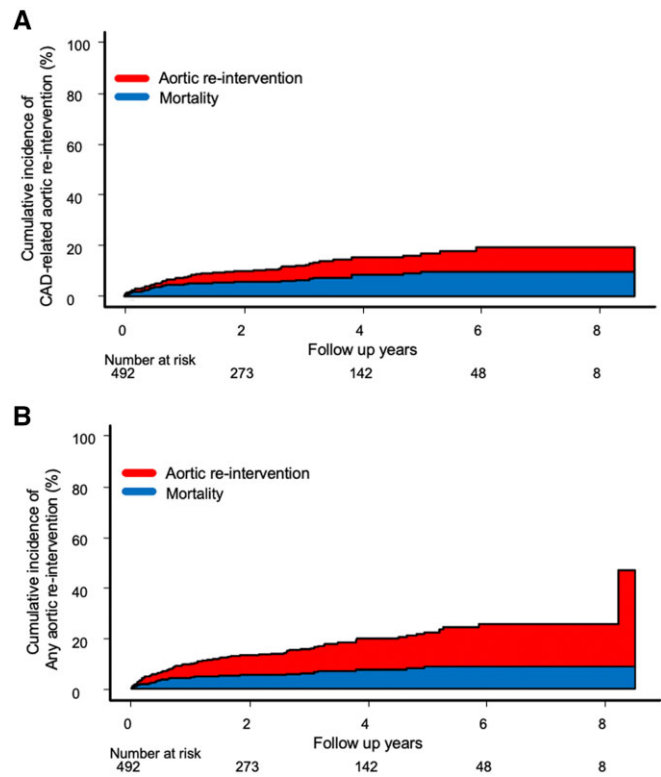 A
Cumulative incidence of
CAD-related aortic re-intervention (%)
100
80
60
40
20
0
Aortic re-intervention
Mortality
0 2 4 6 8
Follow up years
Number at risk
492 273 142 48 8
B
Cumulative incidence of
Any aortic re-intervention (%)
100
80
60
40
20
0
Aortic re-intervention
Mortality
0 2 4 6 8
Follow up years
Number at risk
492 273 142 48 8